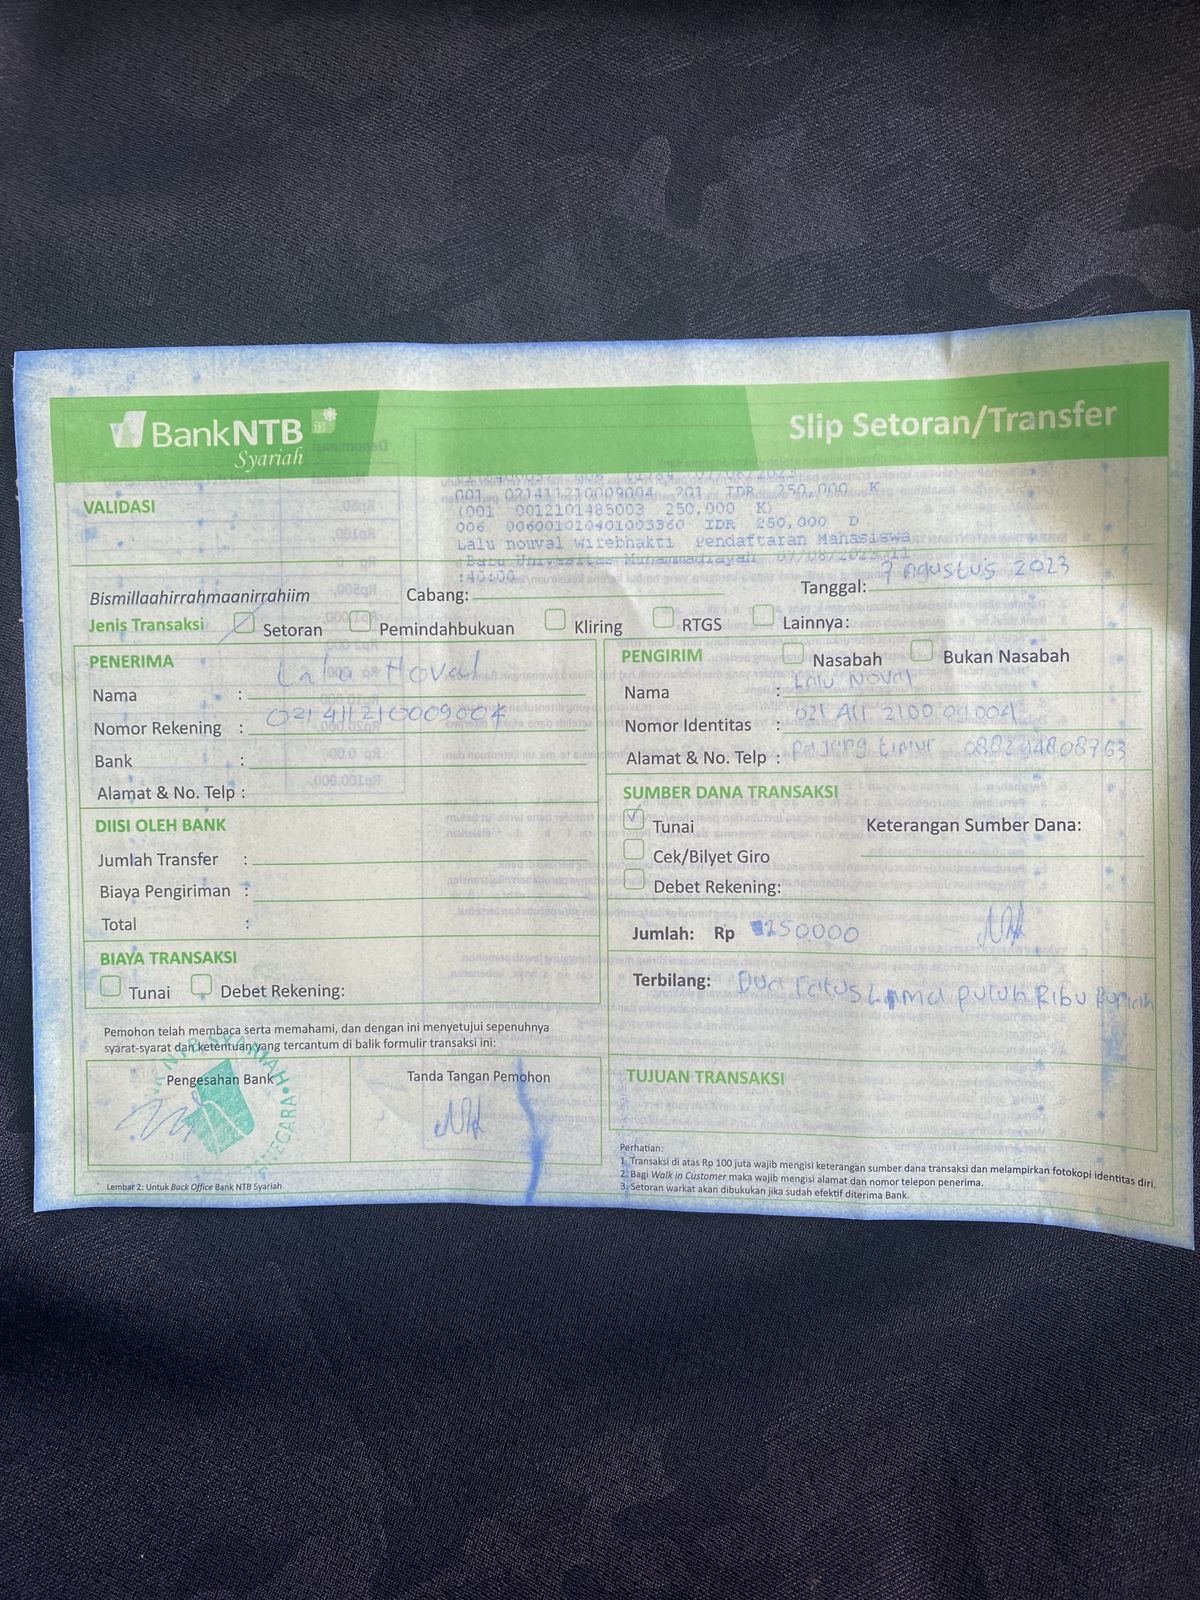 BankNTB
Syariah
Slip Setoran/Transfer
VALIDASI
001 021411210009004 201 IDR 250,000 K
(001 0012101485003 250,000 K)
006 006001010401003360 IDR 250,000 D
Lalu nouval wirebhakti Pendaftaran Mahasiswa
Baru Universitas Muhammadiayah 07/08/2023 11
:40:00
Bismillaahirrahmaanirrahiim
Cabang:
Tanggal: 7 Agustus 2023
Jenis Transaksi Setoran Pemindahbukuan Kliring RTGS Lainnya:
PENERIMA
Nama : Lalu Noval
Nomor Rekening : 021411210009004
Bank :
Alamat & No. Telp :
PENGIRIM Nasabah Bukan Nasabah
Nama : Lalu Noval
Nomor Identitas : 021 A11 2100 09 004
Alamat & No. Telp : Pajeng timur
DIISI OLEH BANK
Jumlah Transfer :
Biaya Pengiriman :
Total :
SUMBER DANA TRANSAKSI
Tunai Keterangan Sumber Dana:
Cek/Bilyet Giro
Debet Rekening:
BIAYA TRANSAKSI
Tunai Debet Rekening:
Jumlah: Rp 250.000
Terbilang: Dua ratus Lima puluh Ribu Rupiah
Pemohon telah membaca serta memahami, dan dengan ini menyetujui sepenuhnya
syarat-syarat dan ketentuan yang tercantum di balik formulir transaksi ini:
Pengesahan Bank
Tanda Tangan Pemohon
TUJUAN TRANSAKSI
Perhatian:
1. Transaksi di atas Rp 100 juta wajib mengisi keterangan sumber dana transaksi dan melampirkan fotokopi identitas diri.
2. Bagi Walk in Customer maka wajib mengisi alamat dan nomor telepon penerima.
3. Setoran warkat akan dibukukan jika sudah efektif diterima Bank.
Lembar 2: Untuk Back Office Bank NTB Syariah